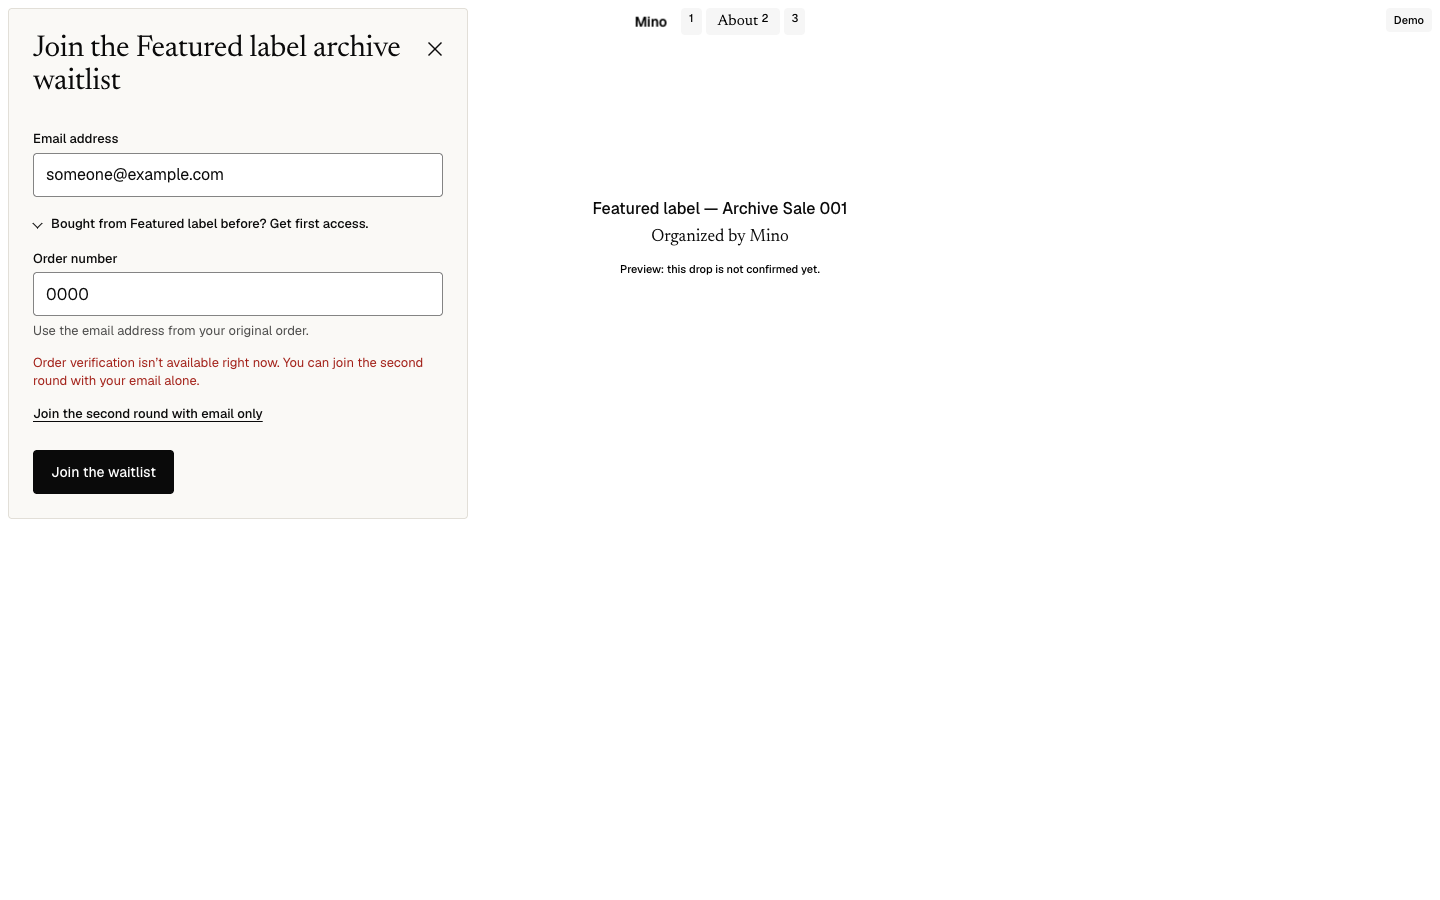 Join the Featured label archive
waitlist
Email address
someone@example.com
Bought from Featured label before? Get first access.
Order number
0000
Use the email address from your original order.
Order verification isn't available right now. You can join the second
round with your email alone.
Join the second round with email only
Join the waitlist
Mino 1 About 2 3
Demo
Featured label — Archive Sale 001
Organized by Mino
Preview: this drop is not confirmed yet.